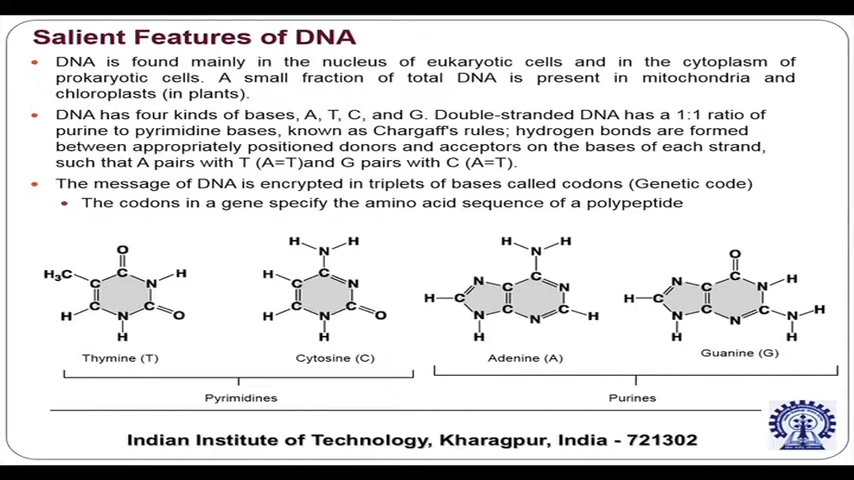 Salient Features of DNA
• DNA is found mainly in the nucleus of eukaryotic cells and in the cytoplasm of
prokaryotic cells. A small fraction of total DNA is present in mitochondria and
chloroplasts (in plants).
• DNA has four kinds of bases, A, T, C, and G. Double-stranded DNA has a 1:1 ratio of
purine to pyrimidine bases, known as Chargaff's rules; hydrogen bonds are formed
between appropriately positioned donors and acceptors on the bases of each strand,
such that A pairs with T (A=T)and G pairs with C (A=T).
• The message of DNA is encrypted in triplets of bases called codons (Genetic code)
• The codons in a gene specify the amino acid sequence of a polypeptide
O
H₃C C C N H
H C N C O
H
Thymine (T)
H N H
H C C N
H C N C O
H
Cytosine (C)
H N H
N C C N
H C N C N C H
H
Adenine (A)
O
N C C N H
H C N C N C N H
H H
Guanine (G)
Pyrimidines
Purines
Indian Institute of Technology, Kharagpur, India - 721302